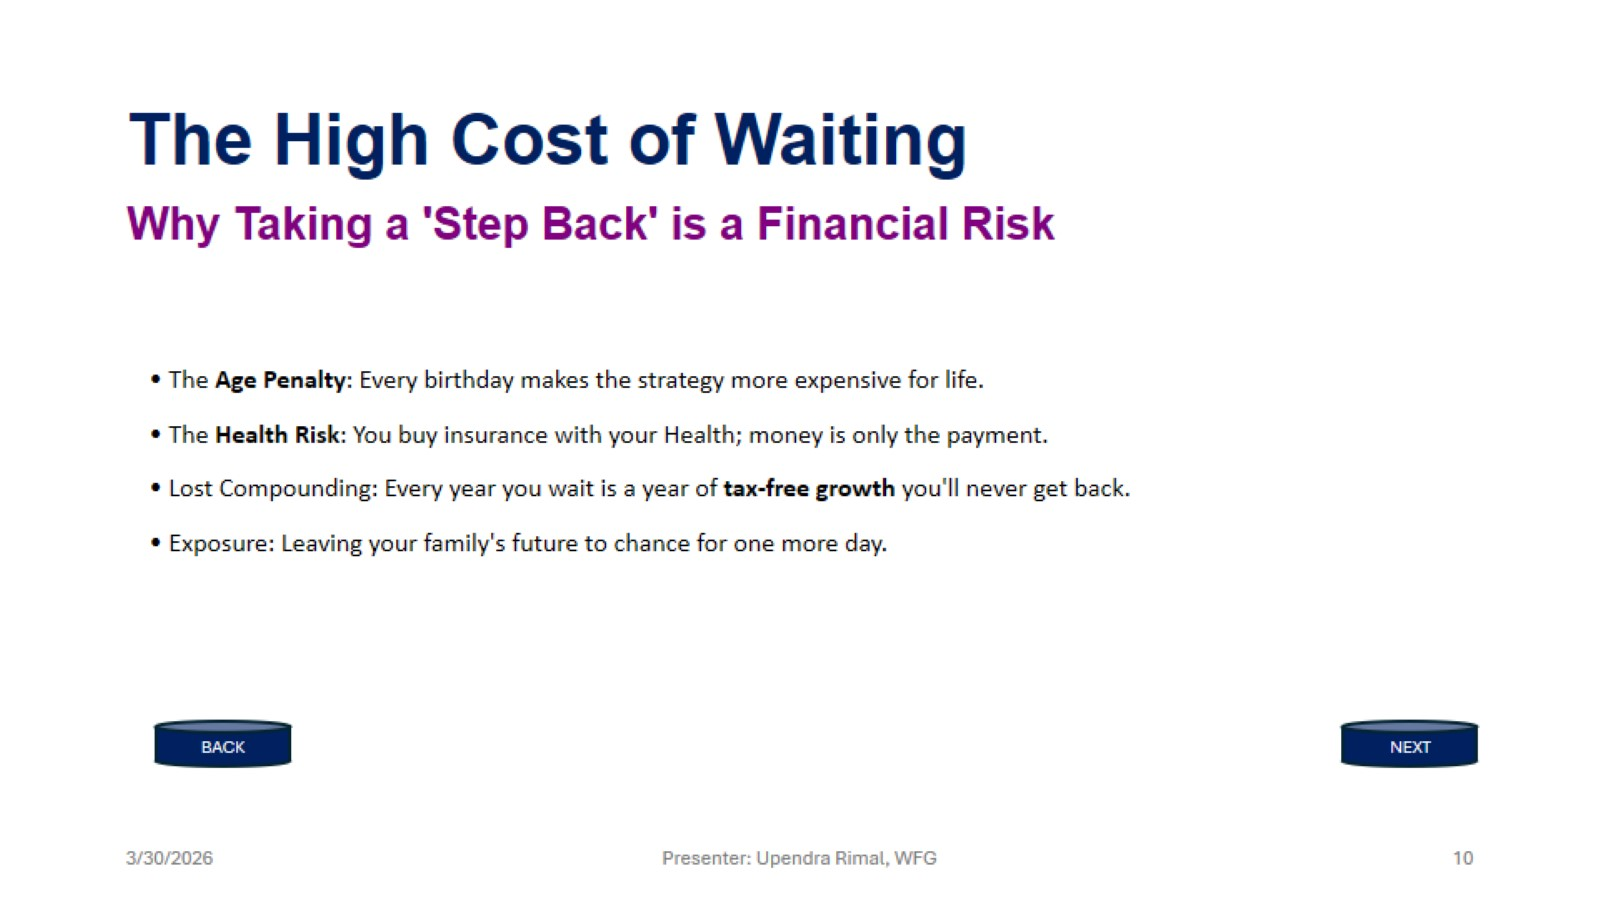 The High Cost of Waiting
Why Taking a 'Step Back' is a Financial Risk
• The Age Penalty: Every birthday makes the strategy more expensive for life.
• The Health Risk: You buy insurance with your Health; money is only the payment.
• Lost Compounding: Every year you wait is a year of tax-free growth you'll never get back.
• Exposure: Leaving your family's future to chance for one more day.
BACK
NEXT
3/30/2026
Presenter: Upendra Rimal, WFG
10